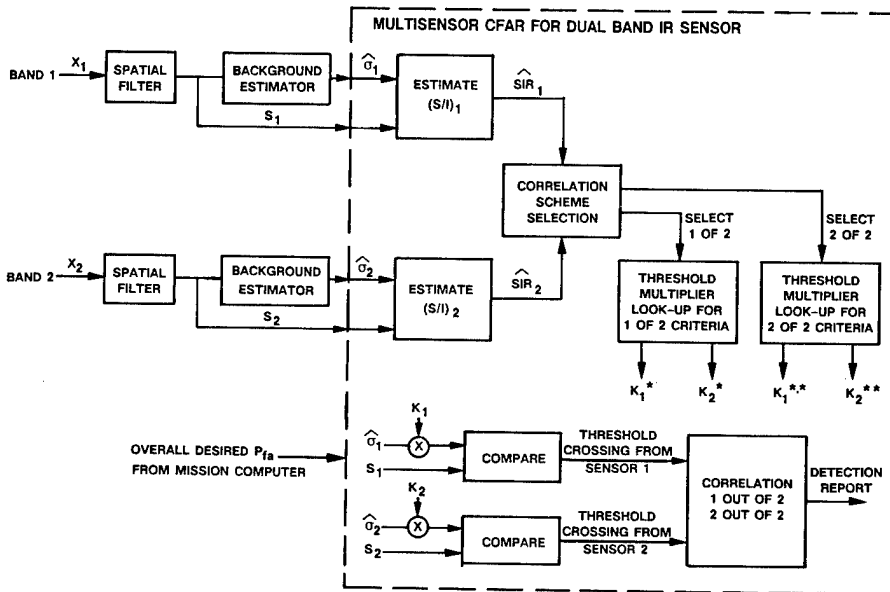 MULTISENSOR CFAR FOR DUAL BAND IR SENSOR
BAND 1
X₁
SPATIAL
FILTER
BACKGROUND
ESTIMATOR
σ̂₁
S₁
ESTIMATE
(S/I)₁
SIR̂₁
CORRELATION
SCHEME
SELECTION
SELECT
1 OF 2
SELECT
2 OF 2
BAND 2
X₂
SPATIAL
FILTER
BACKGROUND
ESTIMATOR
σ̂₂
S₂
ESTIMATE
(S/I)₂
SIR̂₂
THRESHOLD
MULTIPLIER
LOOK-UP FOR
1 OF 2 CRITERIA
THRESHOLD
MULTIPLIER
LOOK-UP FOR
2 OF 2 CRITERIA
K₁*
K₂*
K₁**
K₂**
OVERALL DESIRED Pfa
FROM MISSION COMPUTER
K₁
σ̂₁
X
S₁
COMPARE
THRESHOLD
CROSSING FROM
SENSOR 1
K₂
σ̂₂
X
S₂
COMPARE
THRESHOLD
CROSSING FROM
SENSOR 2
CORRELATION
1 OUT OF 2
2 OUT OF 2
DETECTION
REPORT